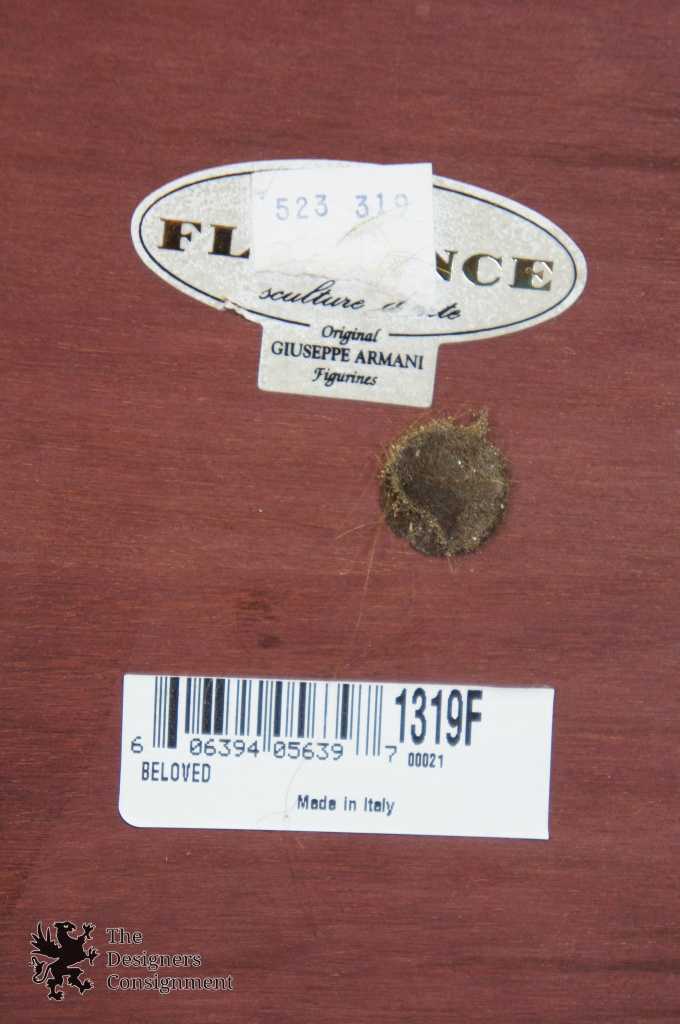 523 319
FL NCE
sculture
Original
GIUSEPPE ARMANI
Figurines
1319F
6 06394 05639 7 00021
BELOVED
Made in Italy
The
Designers
Consignment